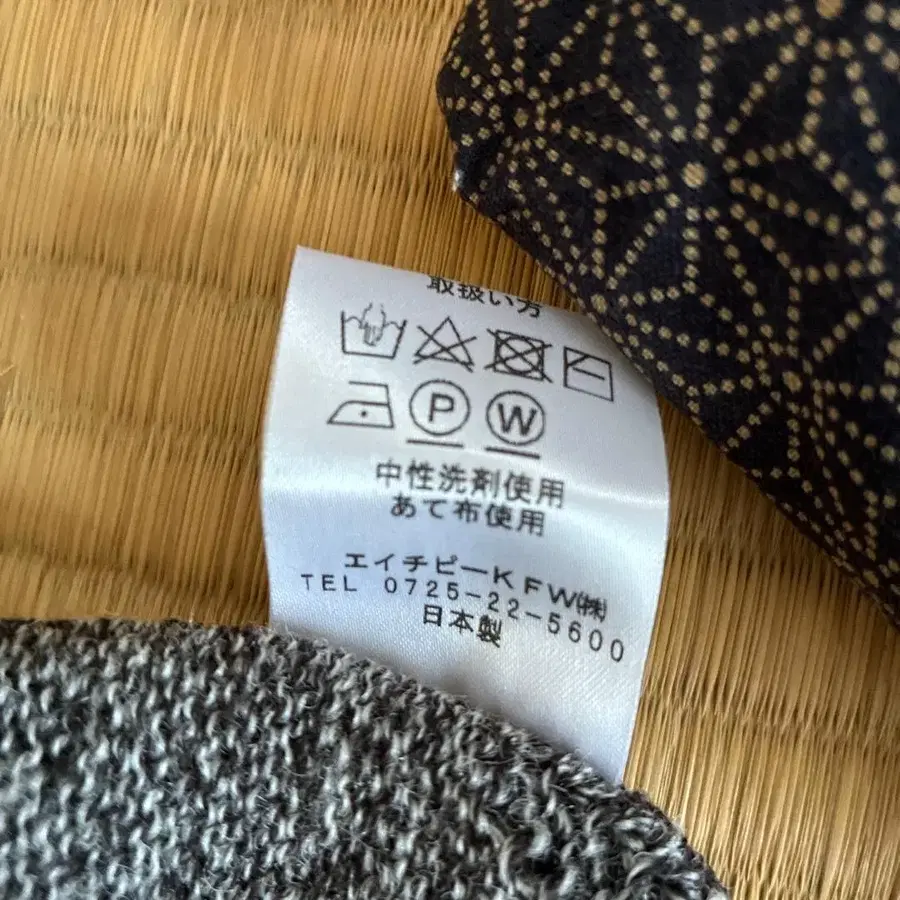 取扱い方
P W
中性洗剤使用
あて布使用
エイチピーKFW㈱
TEL 0725-22-5600
日本製